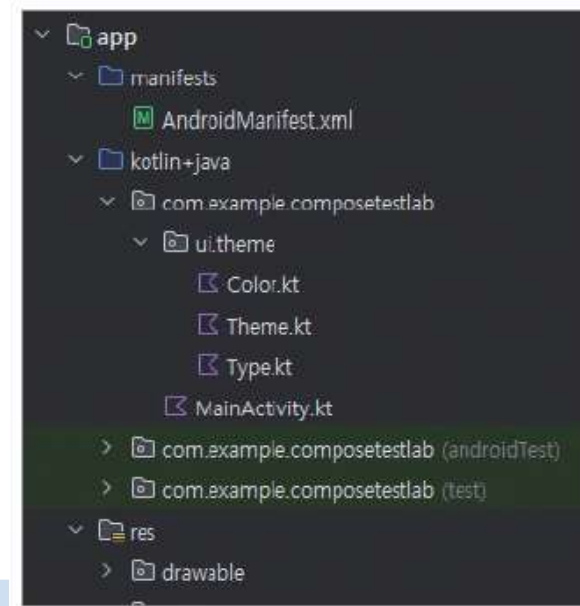 app
manifests
AndroidManifest.xml
kotlin+java
com.example.composetestlab
ui.theme
Color.kt
Theme.kt
Type.kt
MainActivity.kt
com.example.composetestlab (androidTest)
com.example.composetestlab (test)
res
drawable